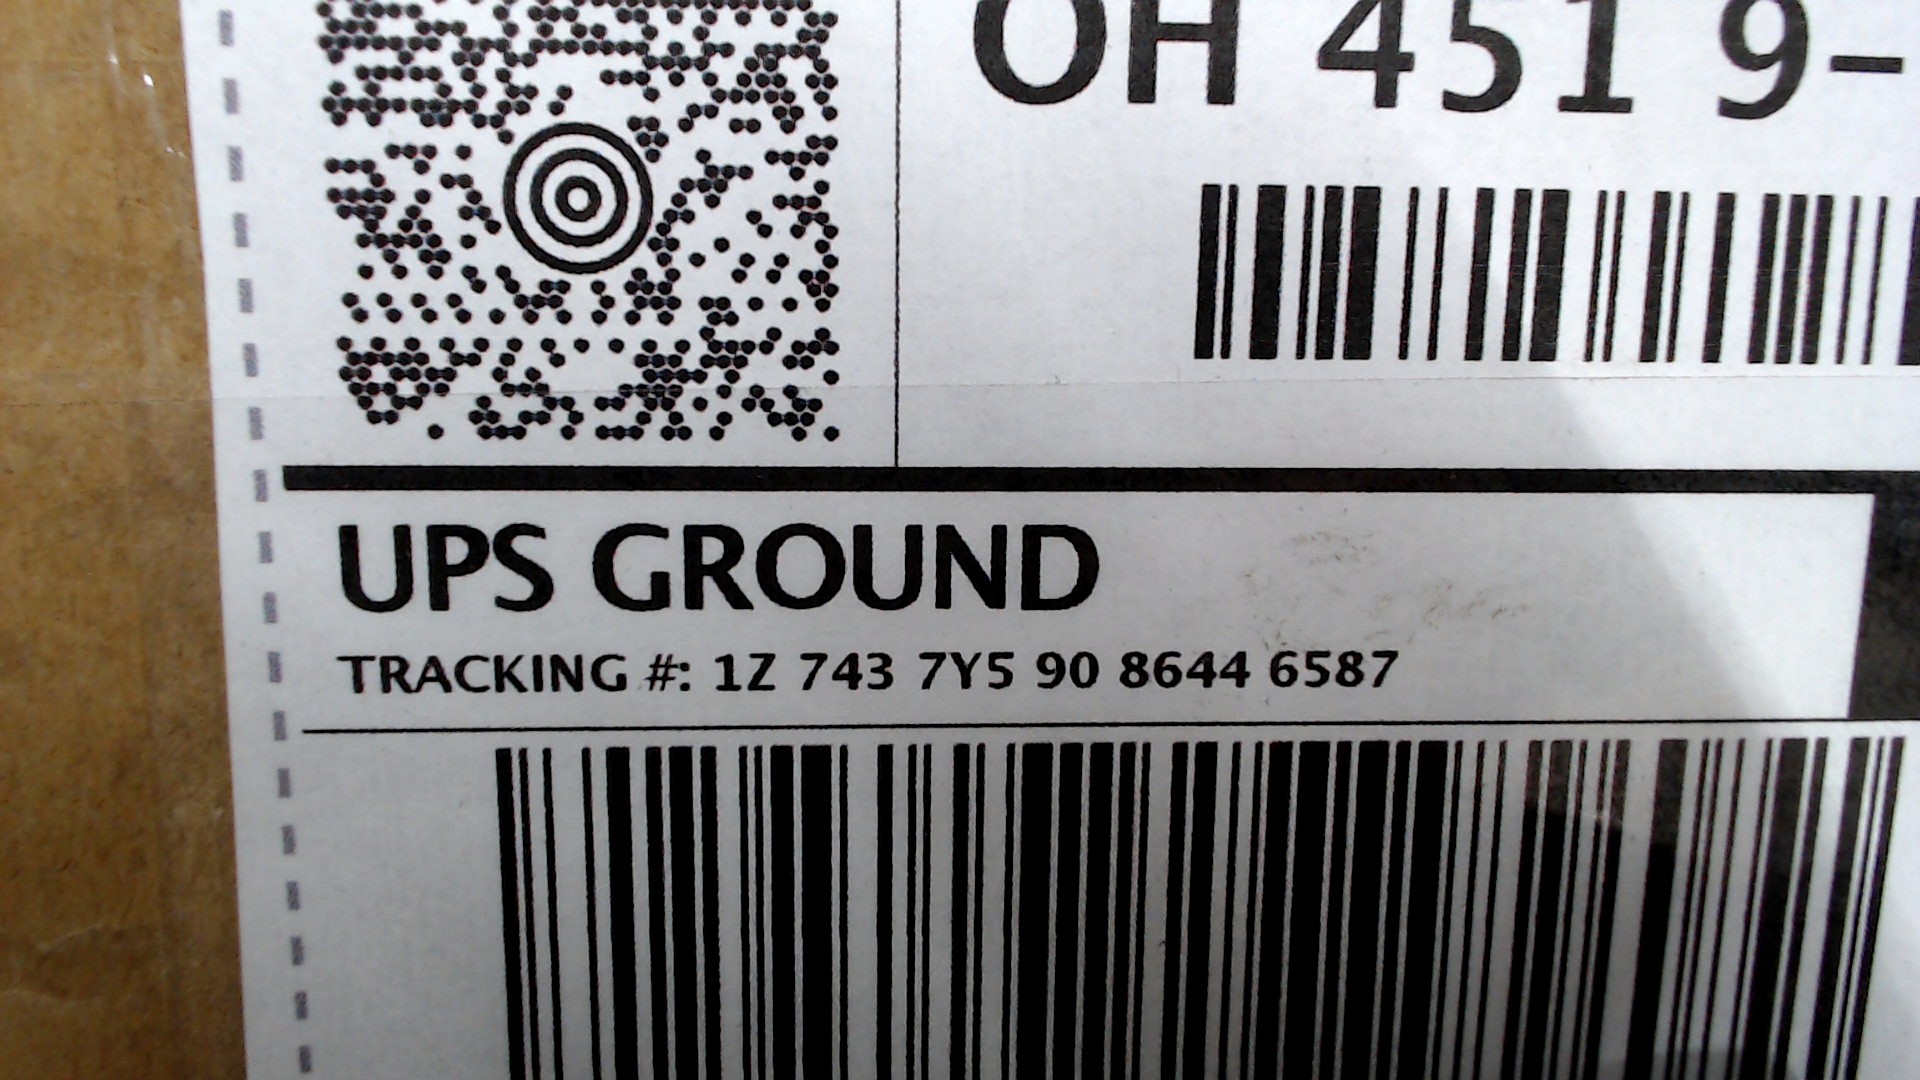 OH 451 9-
UPS GROUND
TRACKING #: 1Z 743 7Y5 90 8644 6587